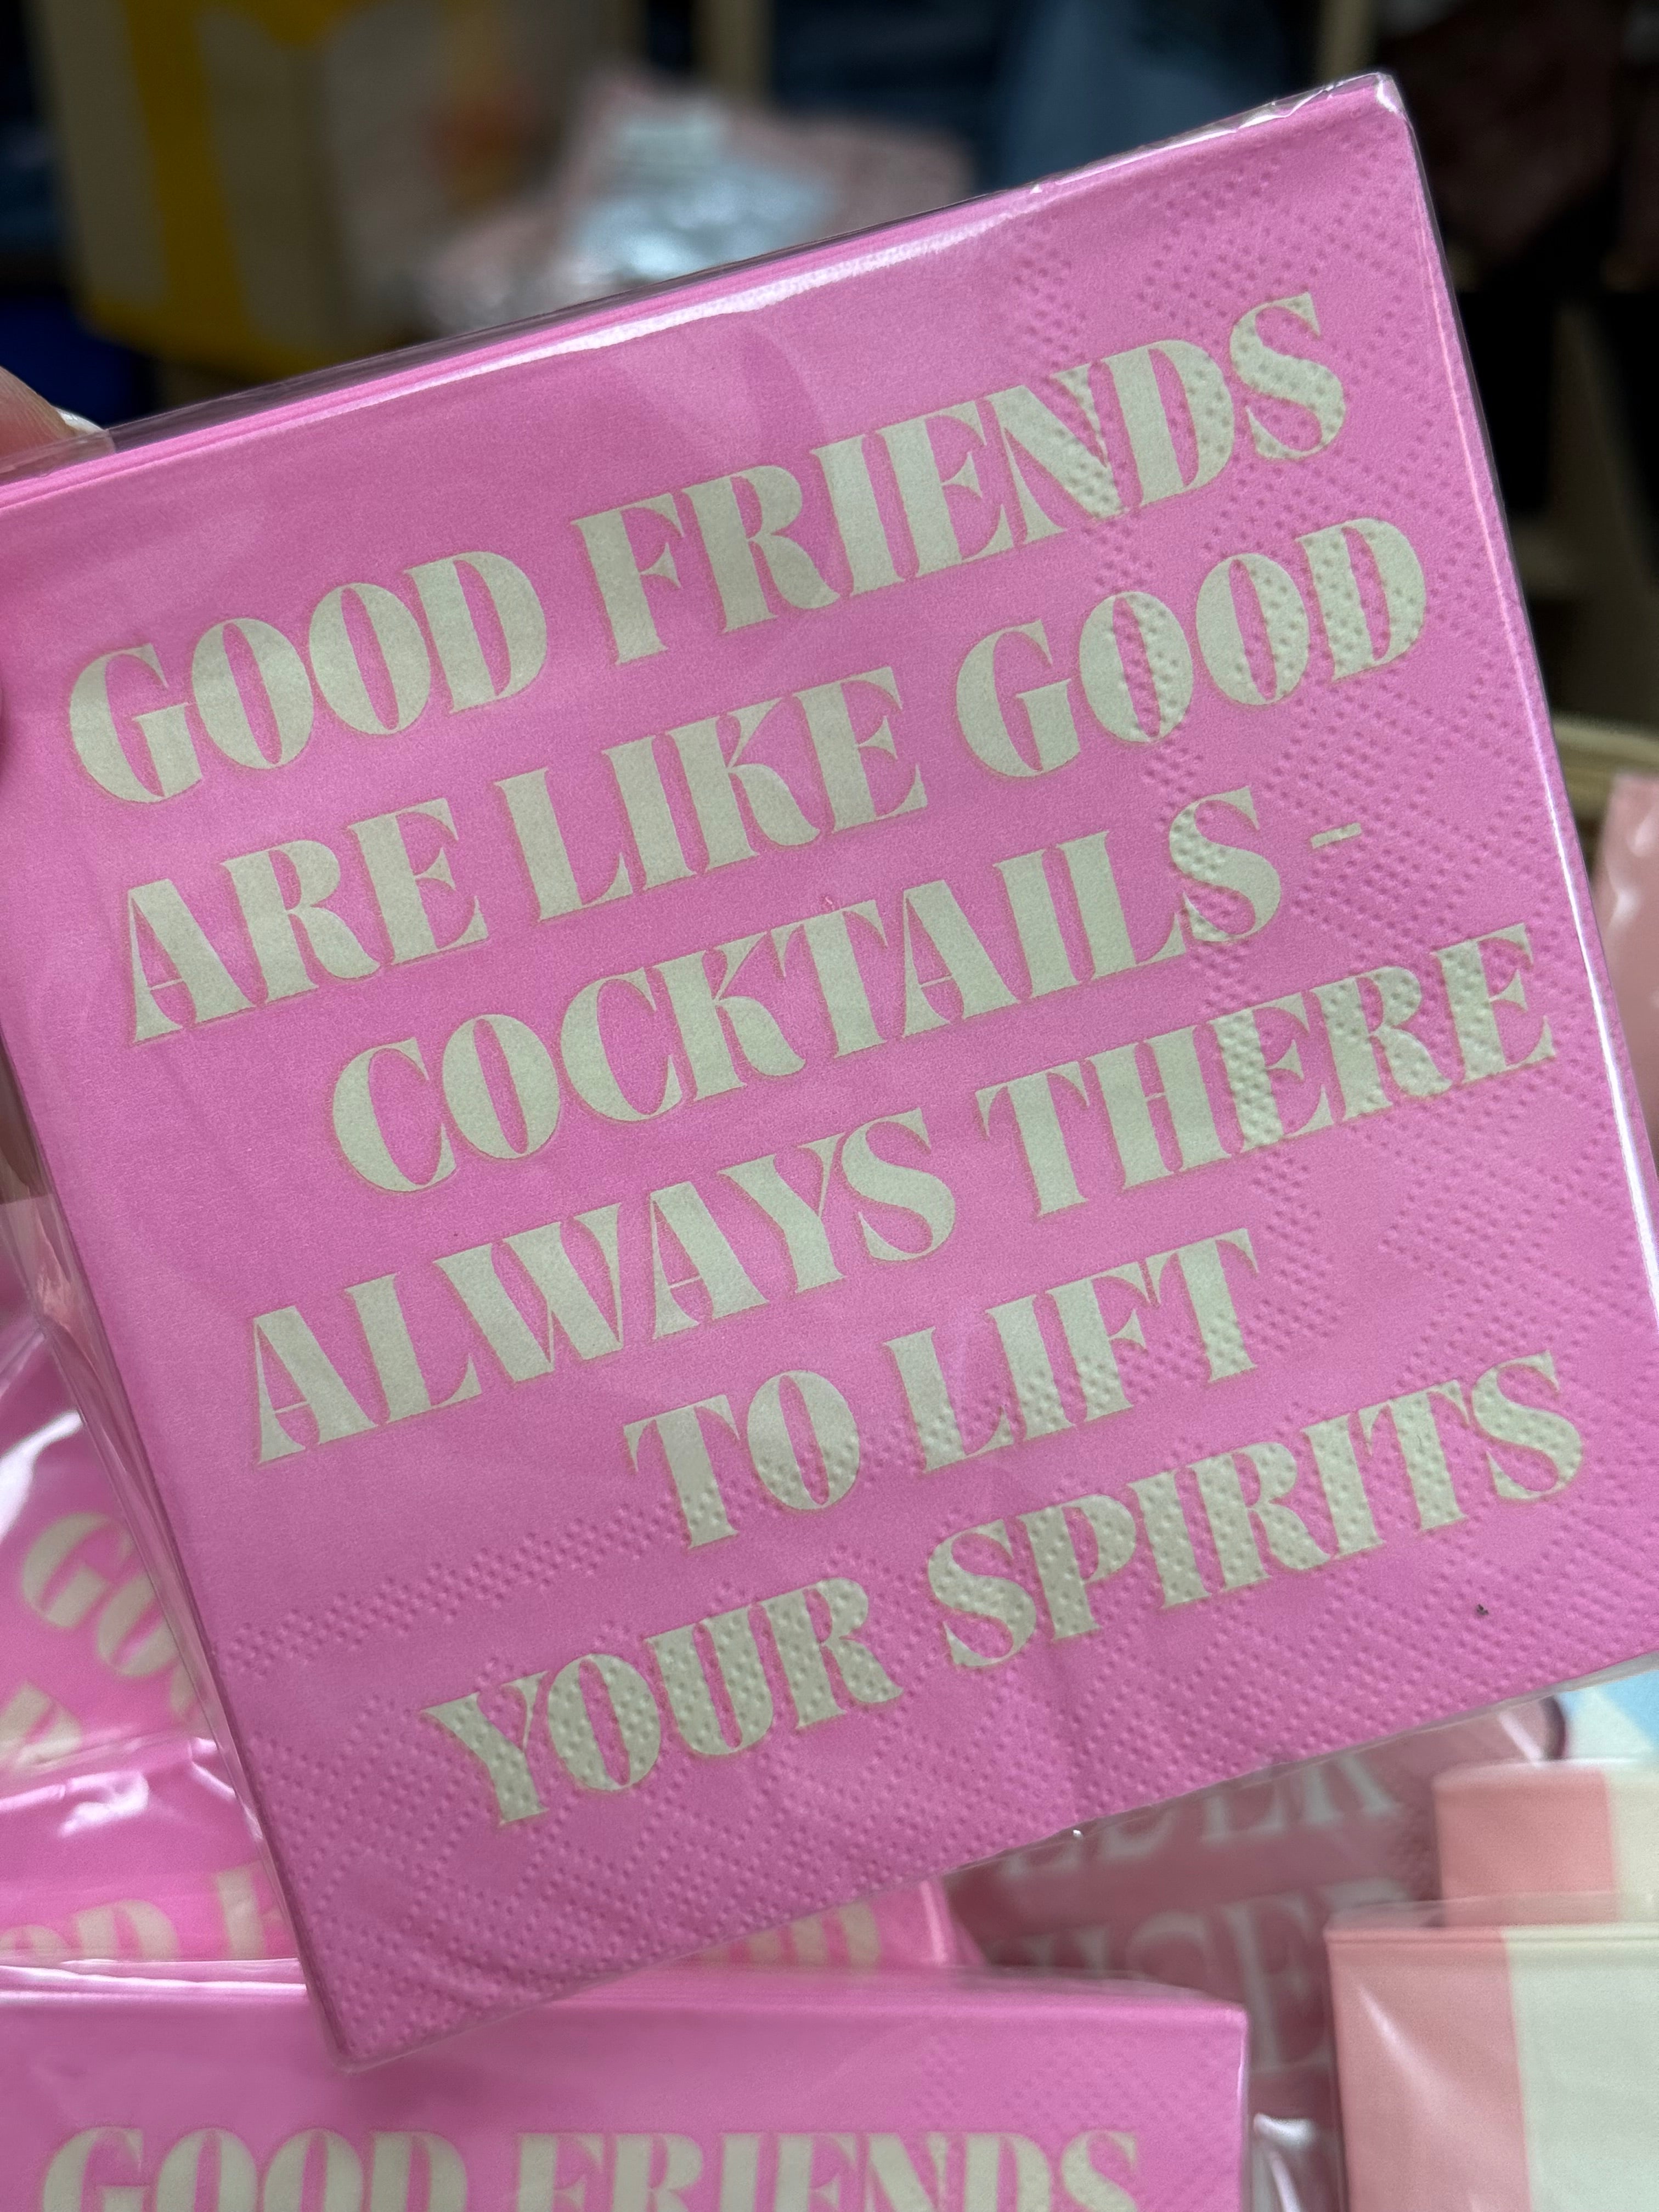 GOOD FRIENDS
ARE LIKE GOOD
COCKTAILS -
ALWAYS THERE
TO LIFT
YOUR SPIRITS
GOOD FRIENDS